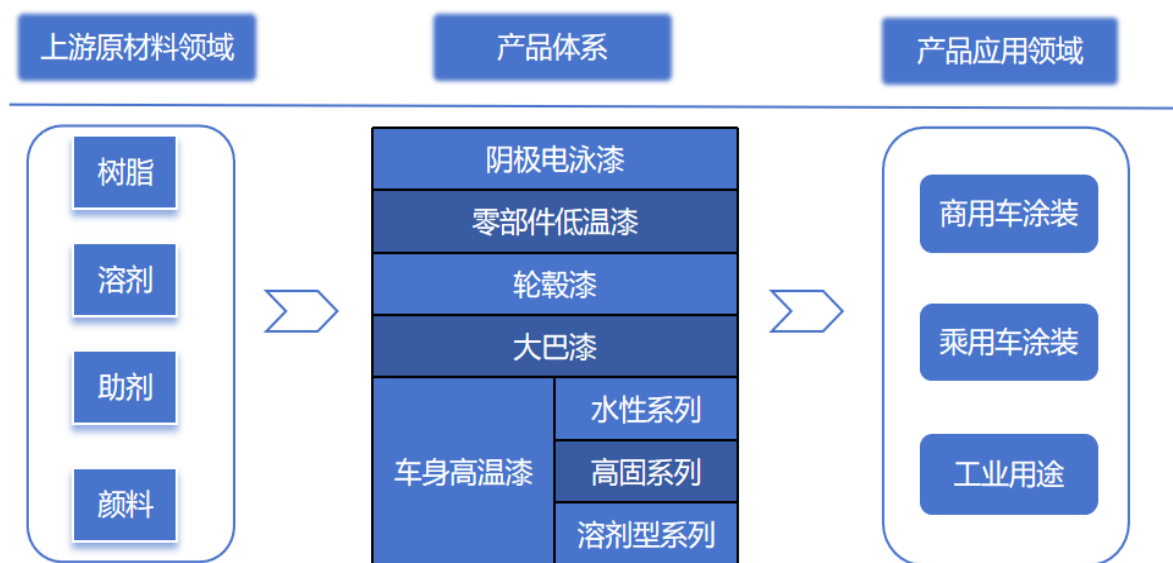 上游原材料领域
产品体系
产品应用领域
树脂
溶剂
助剂
颜料
阴极电泳漆
零部件低温漆
轮毂漆
大巴漆
车身高温漆
水性系列
高固系列
溶剂型系列
商用车涂装
乘用车涂装
工业用途